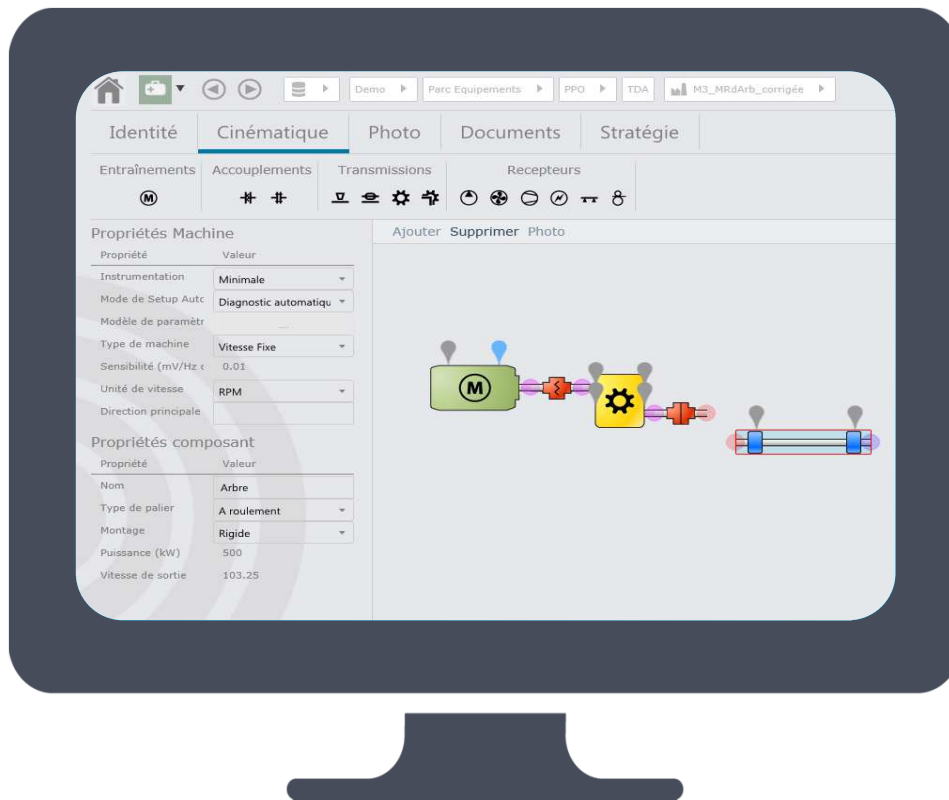 Demo Parc Equipements PPO TDA M3_MRdArb_corrigée
Identité Cinématique Photo Documents Stratégie
Entraînements Accouplements Transmissions Recepteurs
M
Propriétés Machine
Ajouter Supprimer Photo
Propriété Valeur
Instrumentation Minimale
Mode de Setup Autc Diagnostic automatiqu
Modèle de paramètr ...
Type de machine Vitesse Fixe
Sensibilité (mV/Hz c 0.01
Unité de vitesse RPM
Direction principale
M
Propriétés composant
Propriété Valeur
Nom Arbre
Type de palier A roulement
Montage Rigide
Puissance (kW) 500
Vitesse de sortie 103.25